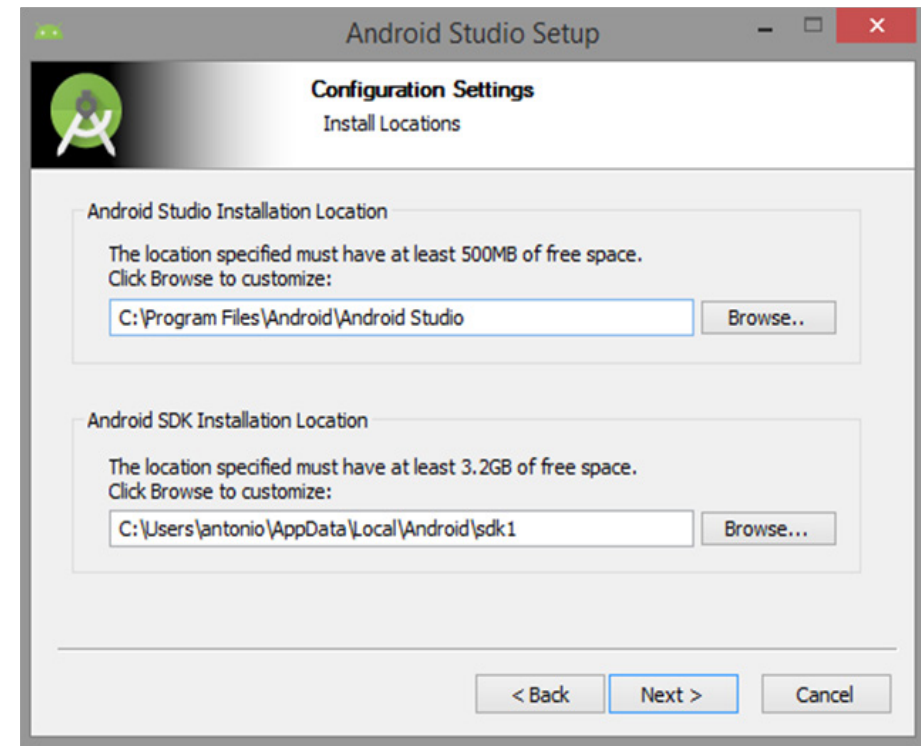 Android Studio Setup
Configuration Settings
Install Locations
Android Studio Installation Location
The location specified must have at least 500MB of free space.
Click Browse to customize:
C:\Program Files\Android\Android Studio
Browse..
Android SDK Installation Location
The location specified must have at least 3.2GB of free space.
Click Browse to customize:
C:\Users\antonio\AppData\Local\Android\sdk1
Browse...
< Back
Next >
Cancel